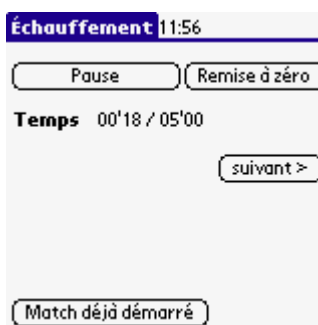 Échauffement 11:56
Pause Remise à zéro
Temps 00'18 / 05'00
suivant >
Match déjà démarré